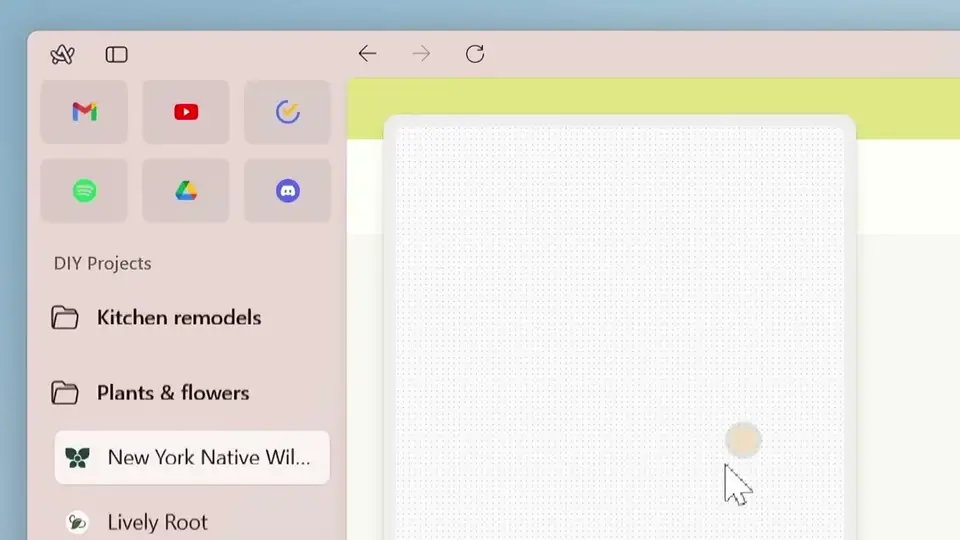 DIY Projects
Kitchen remodels
Plants & flowers
New York Native Wil...
Lively Root